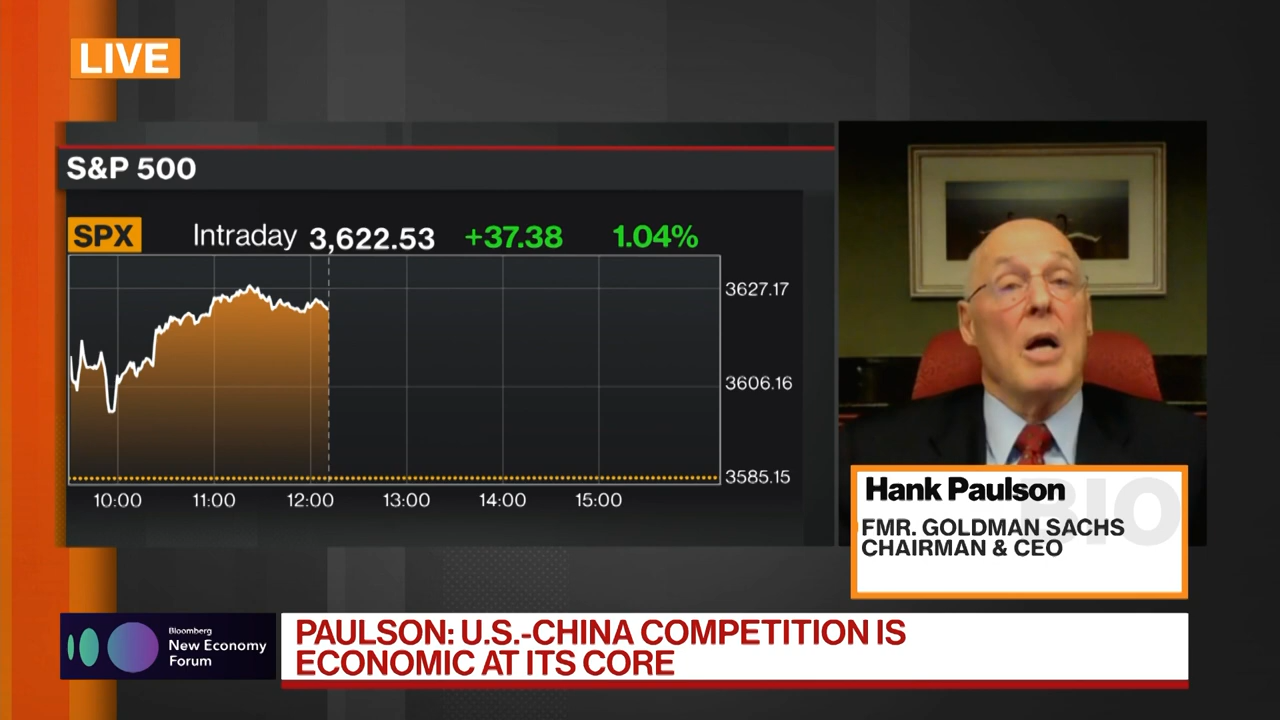 LIVE
S&P 500
SPX Intraday 3,622.53 +37.38 1.04%
3627.17
3606.16
3585.15
10:00 11:00 12:00 13:00 14:00 15:00
BIO
Hank Paulson
FMR. GOLDMAN SACHS
CHAIRMAN & CEO
Bloomberg
New Economy
Forum
PAULSON: U.S.-CHINA COMPETITION IS
ECONOMIC AT ITS CORE